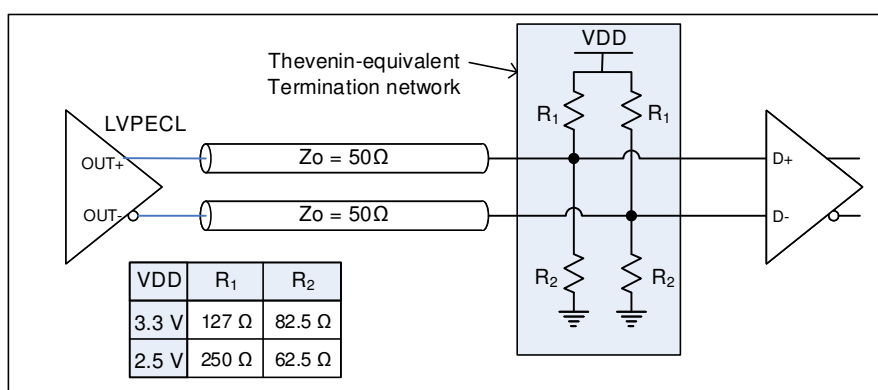 VDD
Thevenin-equivalent
Termination network
R₁
R₁
LVPECL
OUT+
Zo = 50Ω
D+
OUT-
Zo = 50Ω
D-
R₂
R₂
VDD R₁ R₂
3.3 V 127 Ω 82.5 Ω
2.5 V 250 Ω 62.5 Ω